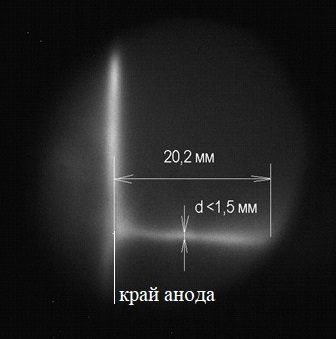 20,2 мм
d <1,5 мм
край анода